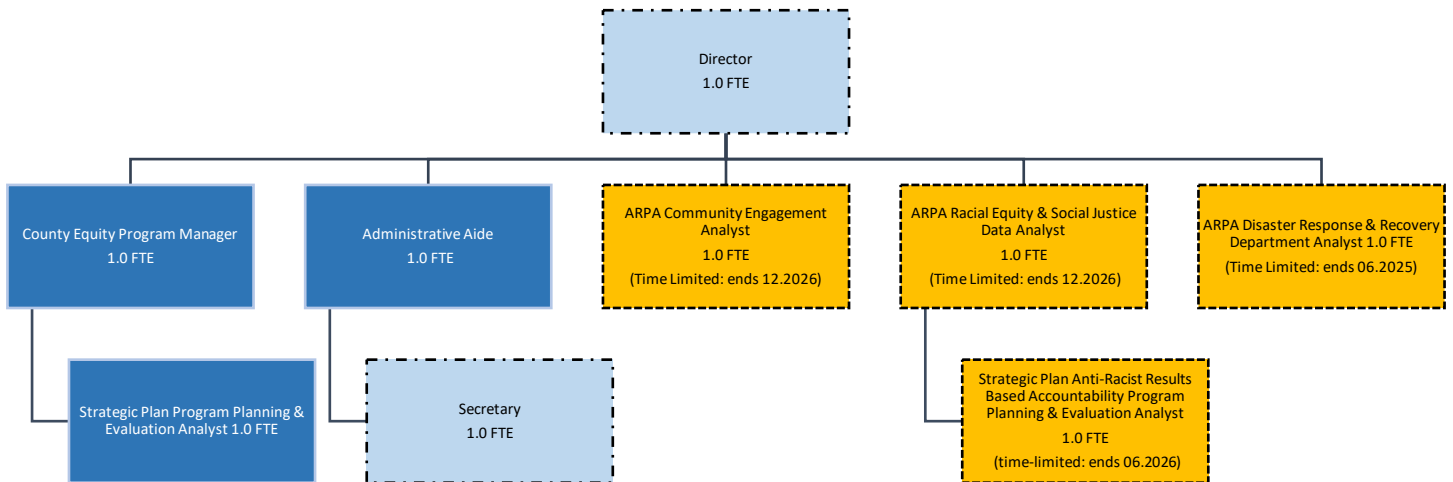 Director
1.0 FTE
County Equity Program Manager
1.0 FTE
Administrative Aide
1.0 FTE
ARPA Community Engagement
Analyst
1.0 FTE
(Time Limited: ends 12.2026)
ARPA Racial Equity & Social Justice
Data Analyst
1.0 FTE
(Time Limited: ends 12.2026)
ARPA Disaster Response & Recovery
Department Analyst 1.0 FTE
(Time Limited: ends 06.2025)
Strategic Plan Program Planning &
Evaluation Analyst 1.0 FTE
Secretary
1.0 FTE
Strategic Plan Anti-Racist Results
Based Accountability Program
Planning & Evaluation Analyst
1.0 FTE
(time-limited: ends 06.2026)